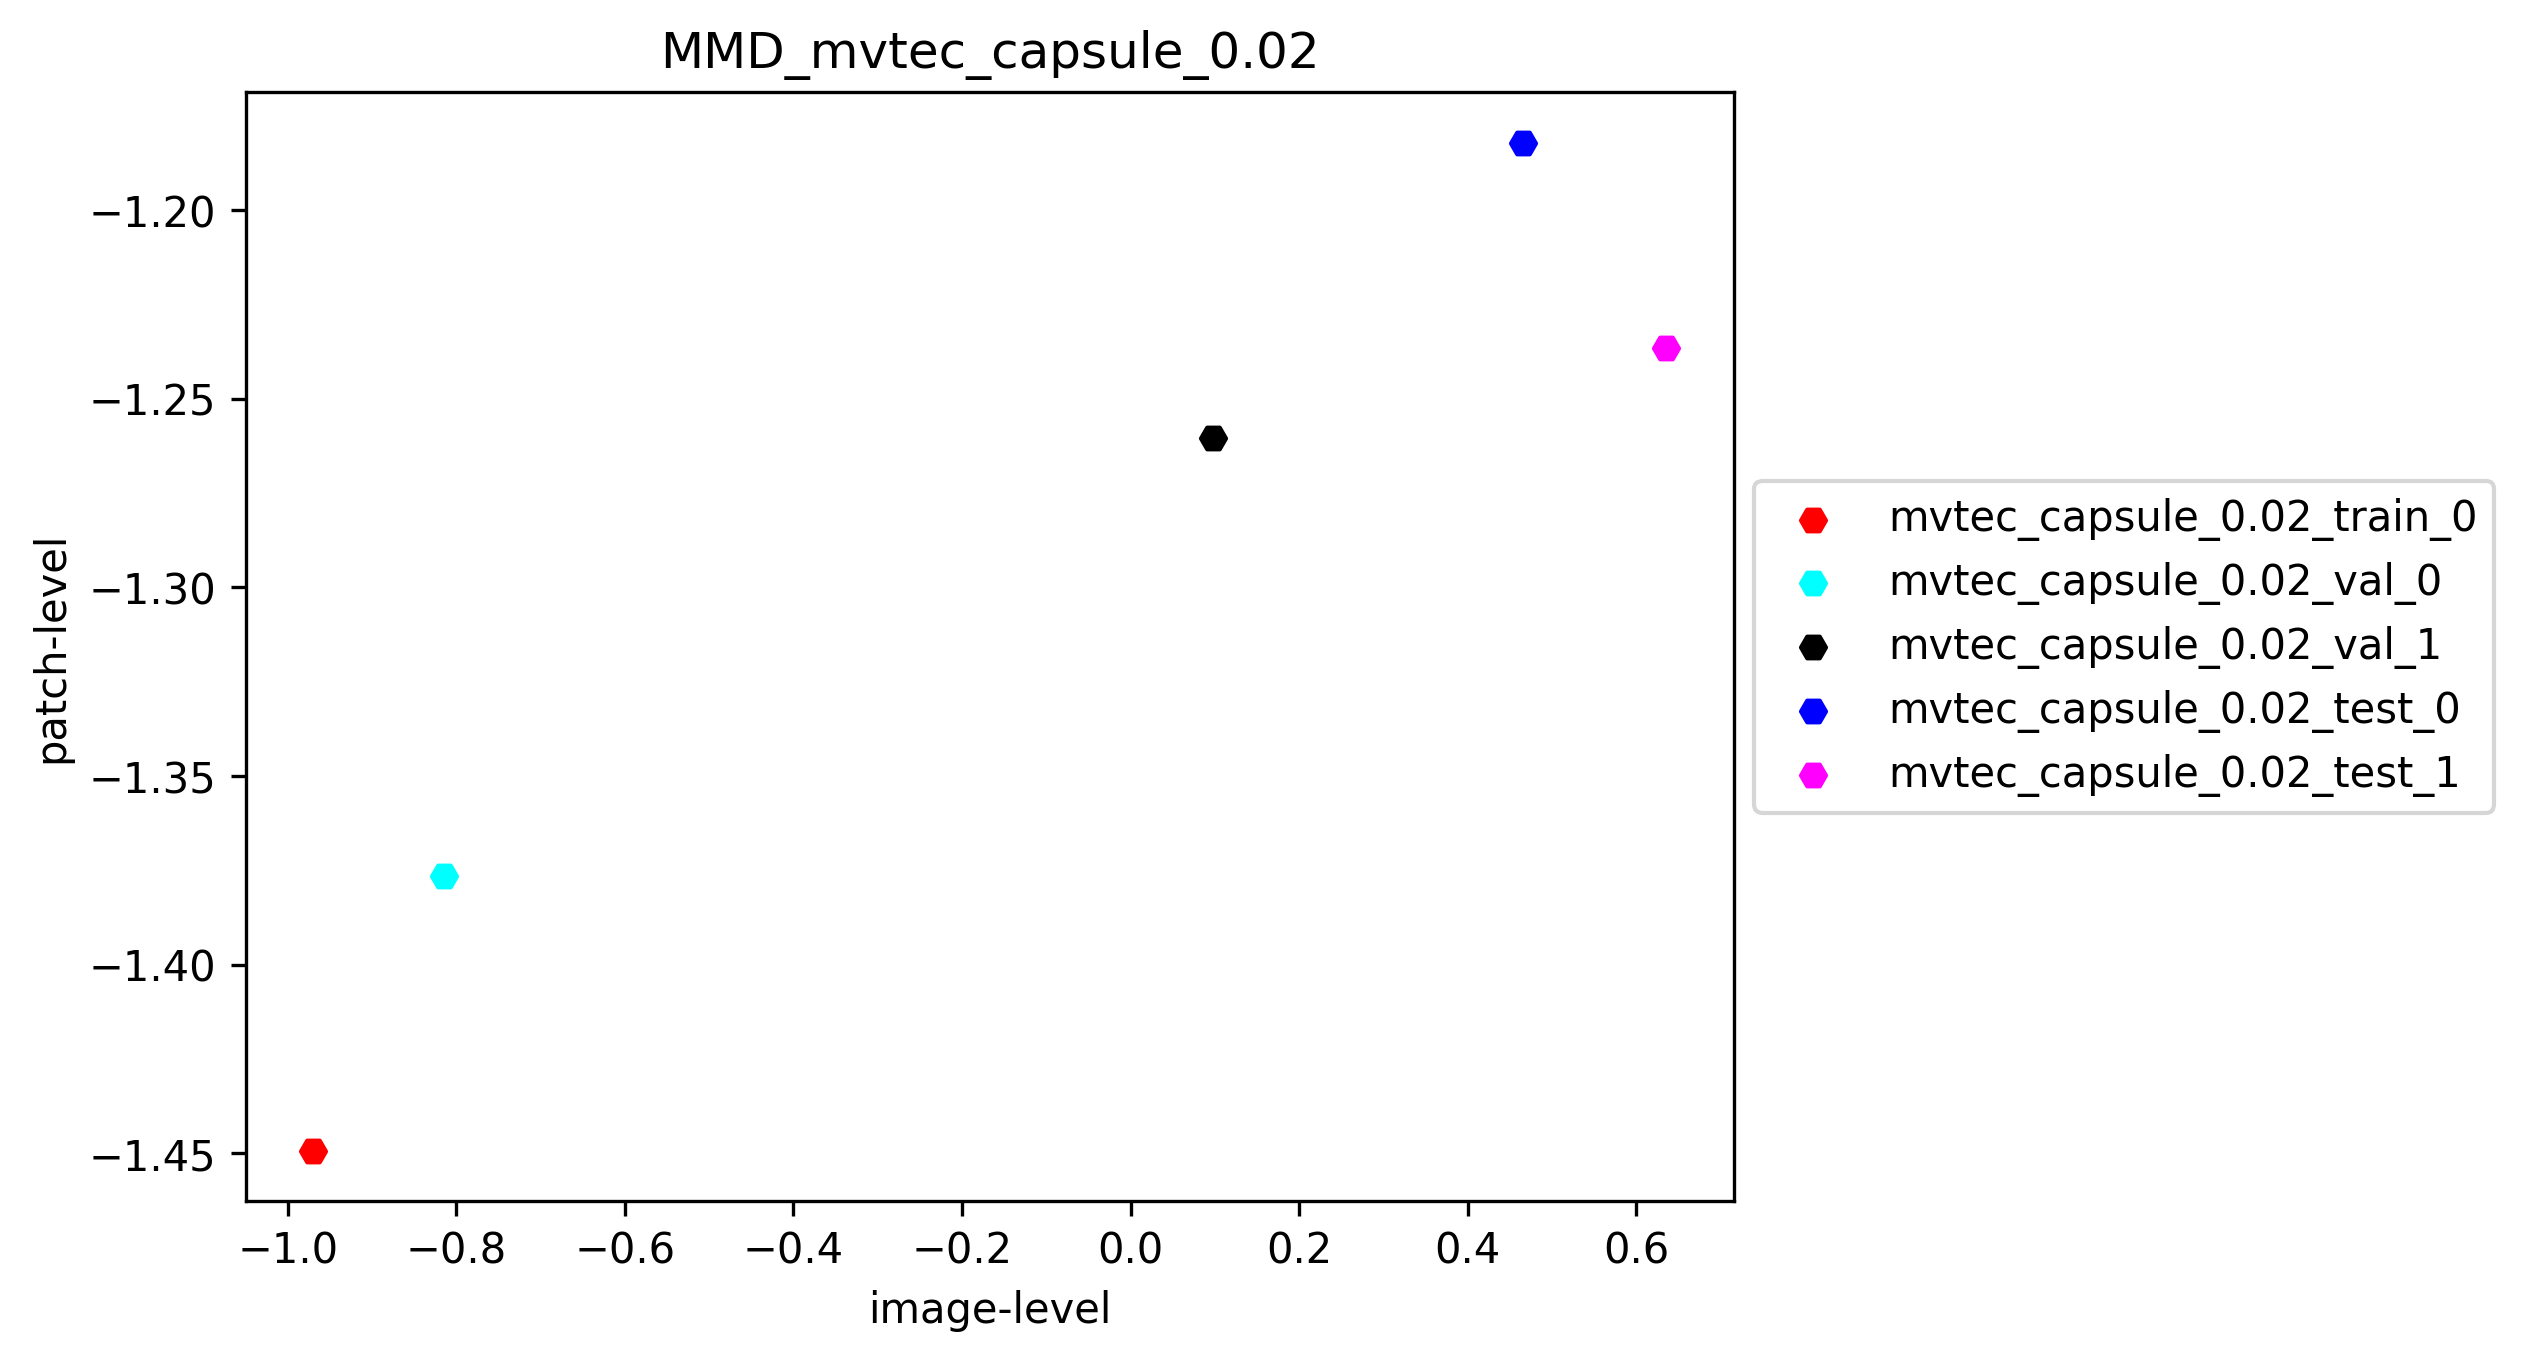 MMD_mvtec_capsule_0.02
−1.20
−1.25
−1.30
−1.35
−1.40
−1.45
patch-level
−1.0 −0.8 −0.6 −0.4 −0.2 0.0 0.2 0.4 0.6
image-level
mvtec_capsule_0.02_train_0
mvtec_capsule_0.02_val_0
mvtec_capsule_0.02_val_1
mvtec_capsule_0.02_test_0
mvtec_capsule_0.02_test_1